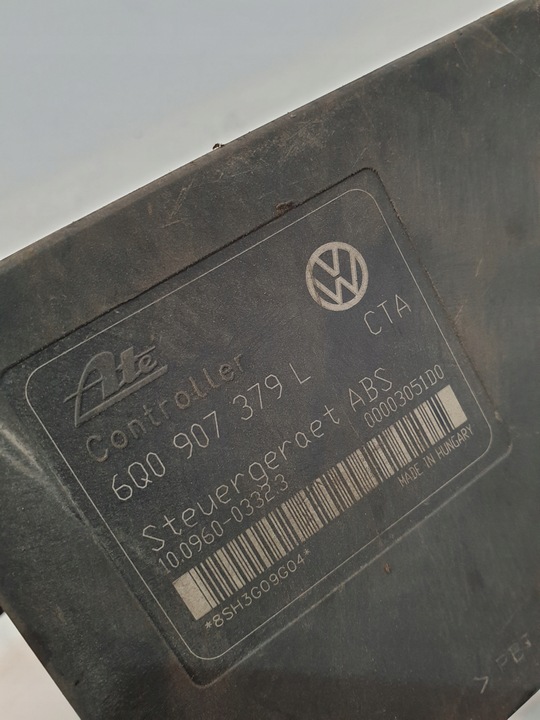 Ate
CTA
Controller
6Q0 907 379 L
Steuergeraet ABS
10.0960-0332.3 00003051D0
MADE IN HUNGARY
*8SH3G09G04*